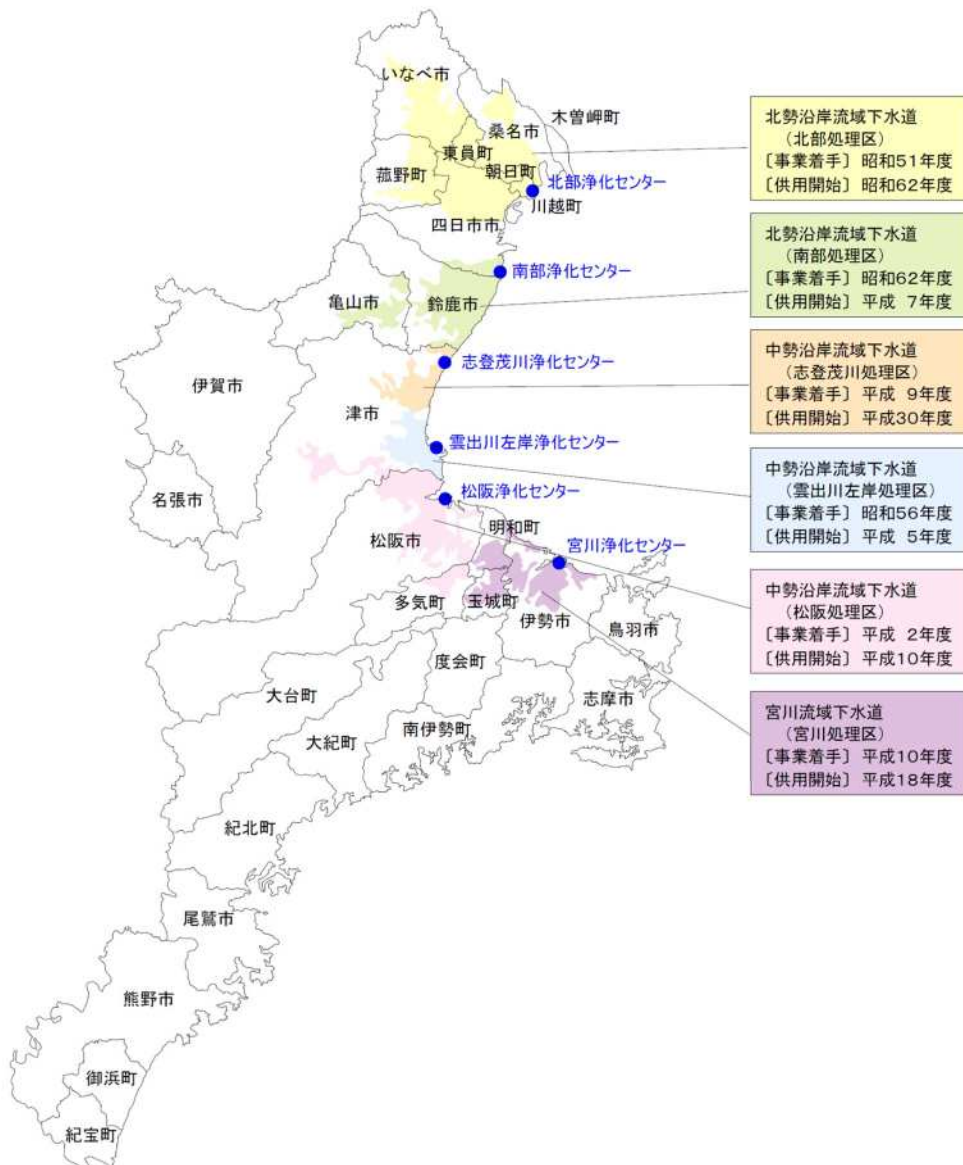 いなべ市
木曽岬町
桑名市
東員町
朝日町
菰野町
北部浄化センター
川越町
四日市市
南部浄化センター
亀山市
鈴鹿市
志登茂川浄化センター
伊賀市
津市
雲出川左岸浄化センター
名張市
松阪浄化センター
明和町
松阪市
宮川浄化センター
多気町
玉城町
伊勢市
鳥羽市
度会町
大台町
志摩市
南伊勢町
大紀町
紀北町
尾鷲市
熊野市
御浜町
紀宝町
北勢沿岸流域下水道
(北部処理区)
〔事業着手〕昭和51年度
〔供用開始〕昭和62年度
北勢沿岸流域下水道
(南部処理区)
〔事業着手〕昭和62年度
〔供用開始〕平成 7年度
中勢沿岸流域下水道
(志登茂川処理区)
〔事業着手〕平成 9年度
〔供用開始〕平成30年度
中勢沿岸流域下水道
(雲出川左岸処理区)
〔事業着手〕昭和56年度
〔供用開始〕平成 5年度
中勢沿岸流域下水道
(松阪処理区)
〔事業着手〕平成 2年度
〔供用開始〕平成10年度
宮川流域下水道
(宮川処理区)
〔事業着手〕平成10年度
〔供用開始〕平成18年度